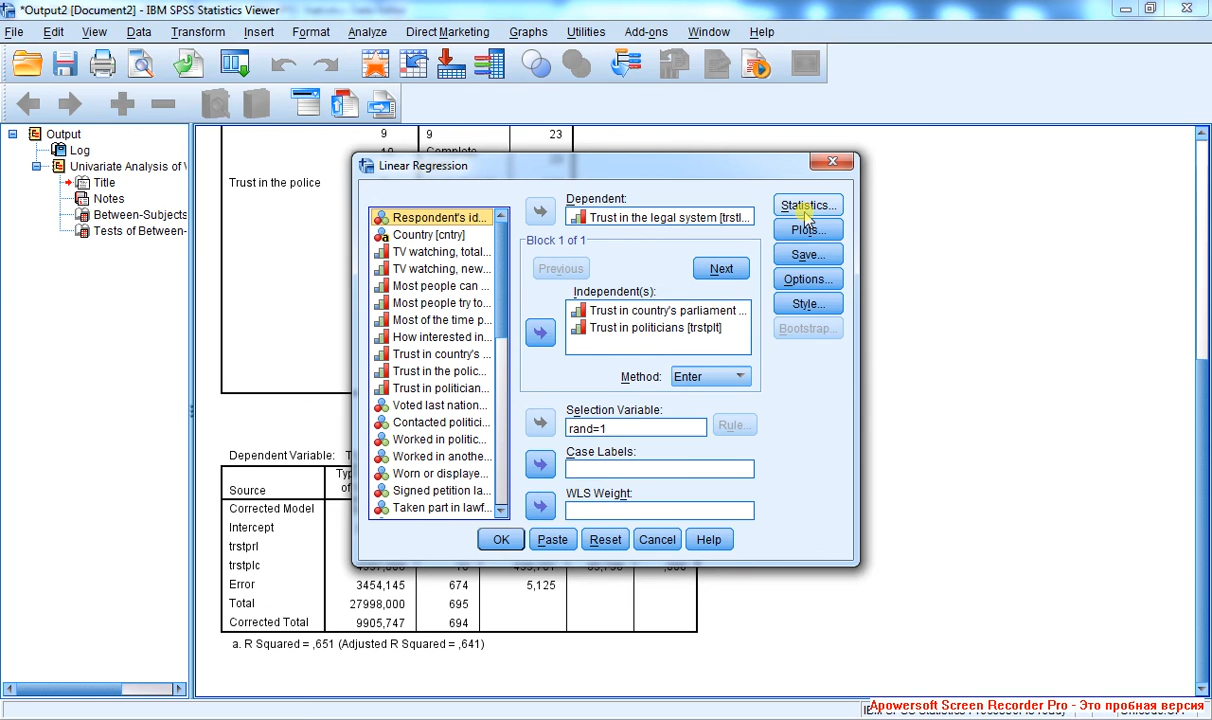 *Output2 [Document2] - IBM SPSS Statistics Viewer
File Edit View Data Transform Insert Format Analyze Direct Marketing Graphs Utilities Add-ons Window Help
Output
Log
Univariate Analysis of V
Title
Notes
Between-Subjects
Tests of Between-
9 9 23
Trust in the police
Dependent Variable:
Source
Corrected Model
Intercept
trstprl
trstplc
Error 3454,145 674 5,125
Total 27998,000 695
Corrected Total 9905,747 694
a. R Squared = ,651 (Adjusted R Squared = ,641)
Linear Regression
Respondent's id...
Country [cntry]
TV watching, total...
TV watching, new...
Most people can ...
Most people try to...
Most of the time p...
How interested in...
Trust in country's ...
Trust in the polic...
Trust in politician...
Voted last nation...
Contacted politici...
Worked in politic...
Worked in anothe...
Worn or displaye...
Signed petition la...
Taken part in lawf...
Dependent:
Trust in the legal system [trstl...
Block 1 of 1
Previous Next
Independent(s):
Trust in country's parliament ...
Trust in politicians [trstplt]
Method: Enter
Selection Variable:
rand=1 Rule...
Case Labels:
WLS Weight:
Statistics...
Plots...
Save...
Options...
Style...
Bootstrap...
OK Paste Reset Cancel Help
Apowersoft Screen Recorder Pro - Это пробная версия